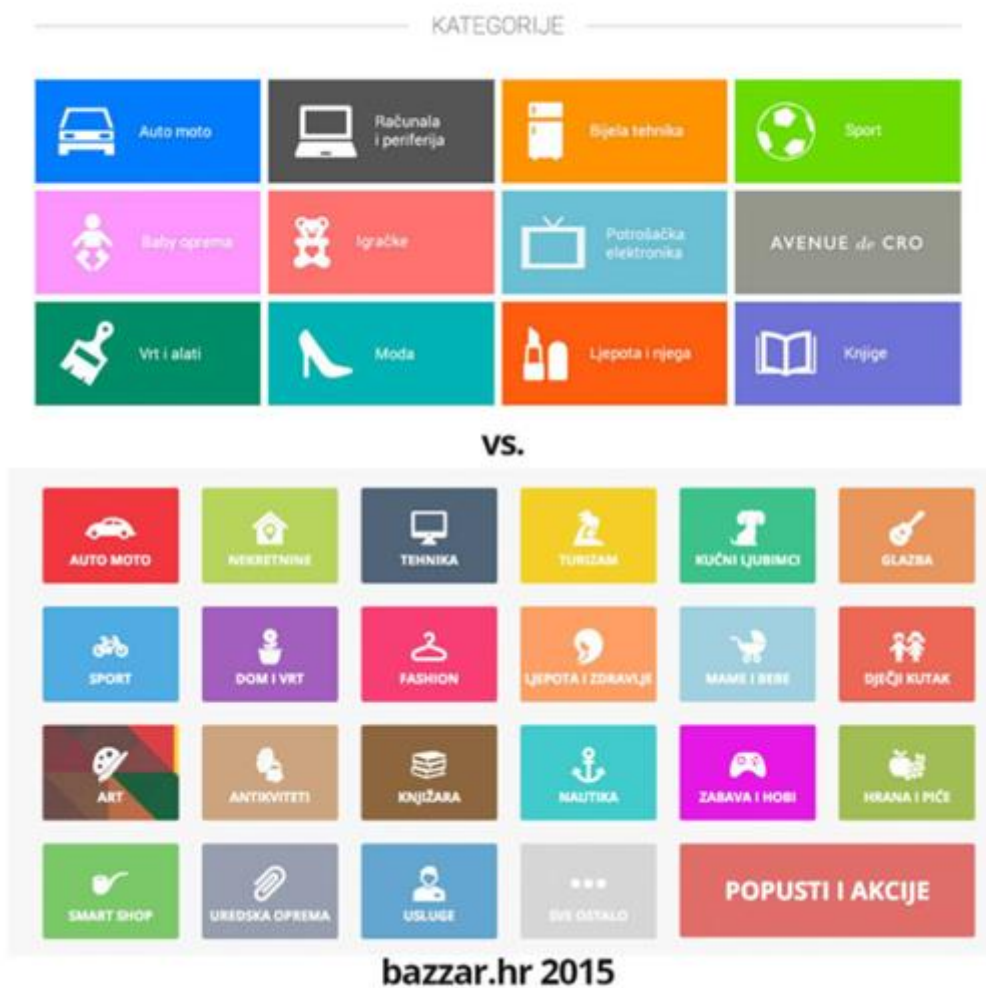 KATEGORIJE
Auto moto
Računala
i periferija
Bijela tehnika
Sport
Baby oprema
Igračke
Potrošačka
elektronika
AVENUE de CRO
Vrt i alati
Moda
Ljepota i njega
Knjige
vs.
AUTO MOTO
NEKRETNINE
TEHNIKA
TURIZAM
KUĆNI LJUBIMCI
GLAZBA
SPORT
DOM I VRT
FASHION
LJEPOTA I ZDRAVLJE
MAME I BEBE
DJEČJI KUTAK
ART
ANTIKVITETI
KNJIŽARA
NAUTIKA
ZABAVA I HOBI
HRANA I PIĆE
SMART SHOP
UREDSKA OPREMA
USLUGE
SVE OSTALO
POPUSTI I AKCIJE
bazzar.hr 2015